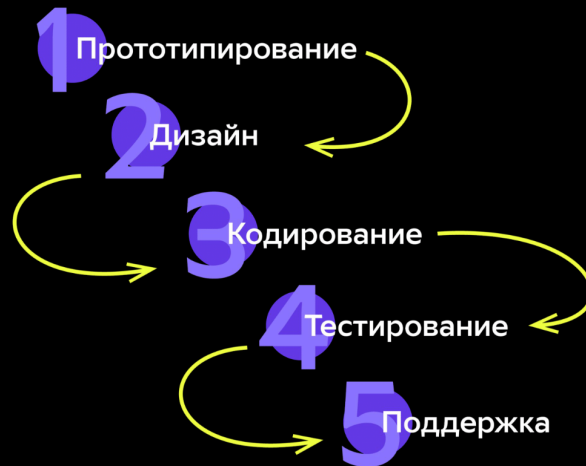 1 Прототипирование
2 Дизайн
3 Кодирование
4 Тестирование
5 Поддержка